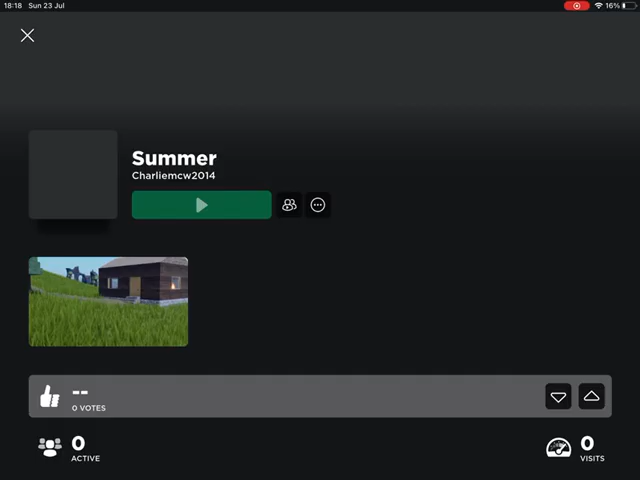 18:18 Sun 23 Jul 16%
Summer
Charliemcw2014
--
0 VOTES
0 ACTIVE
0 VISITS